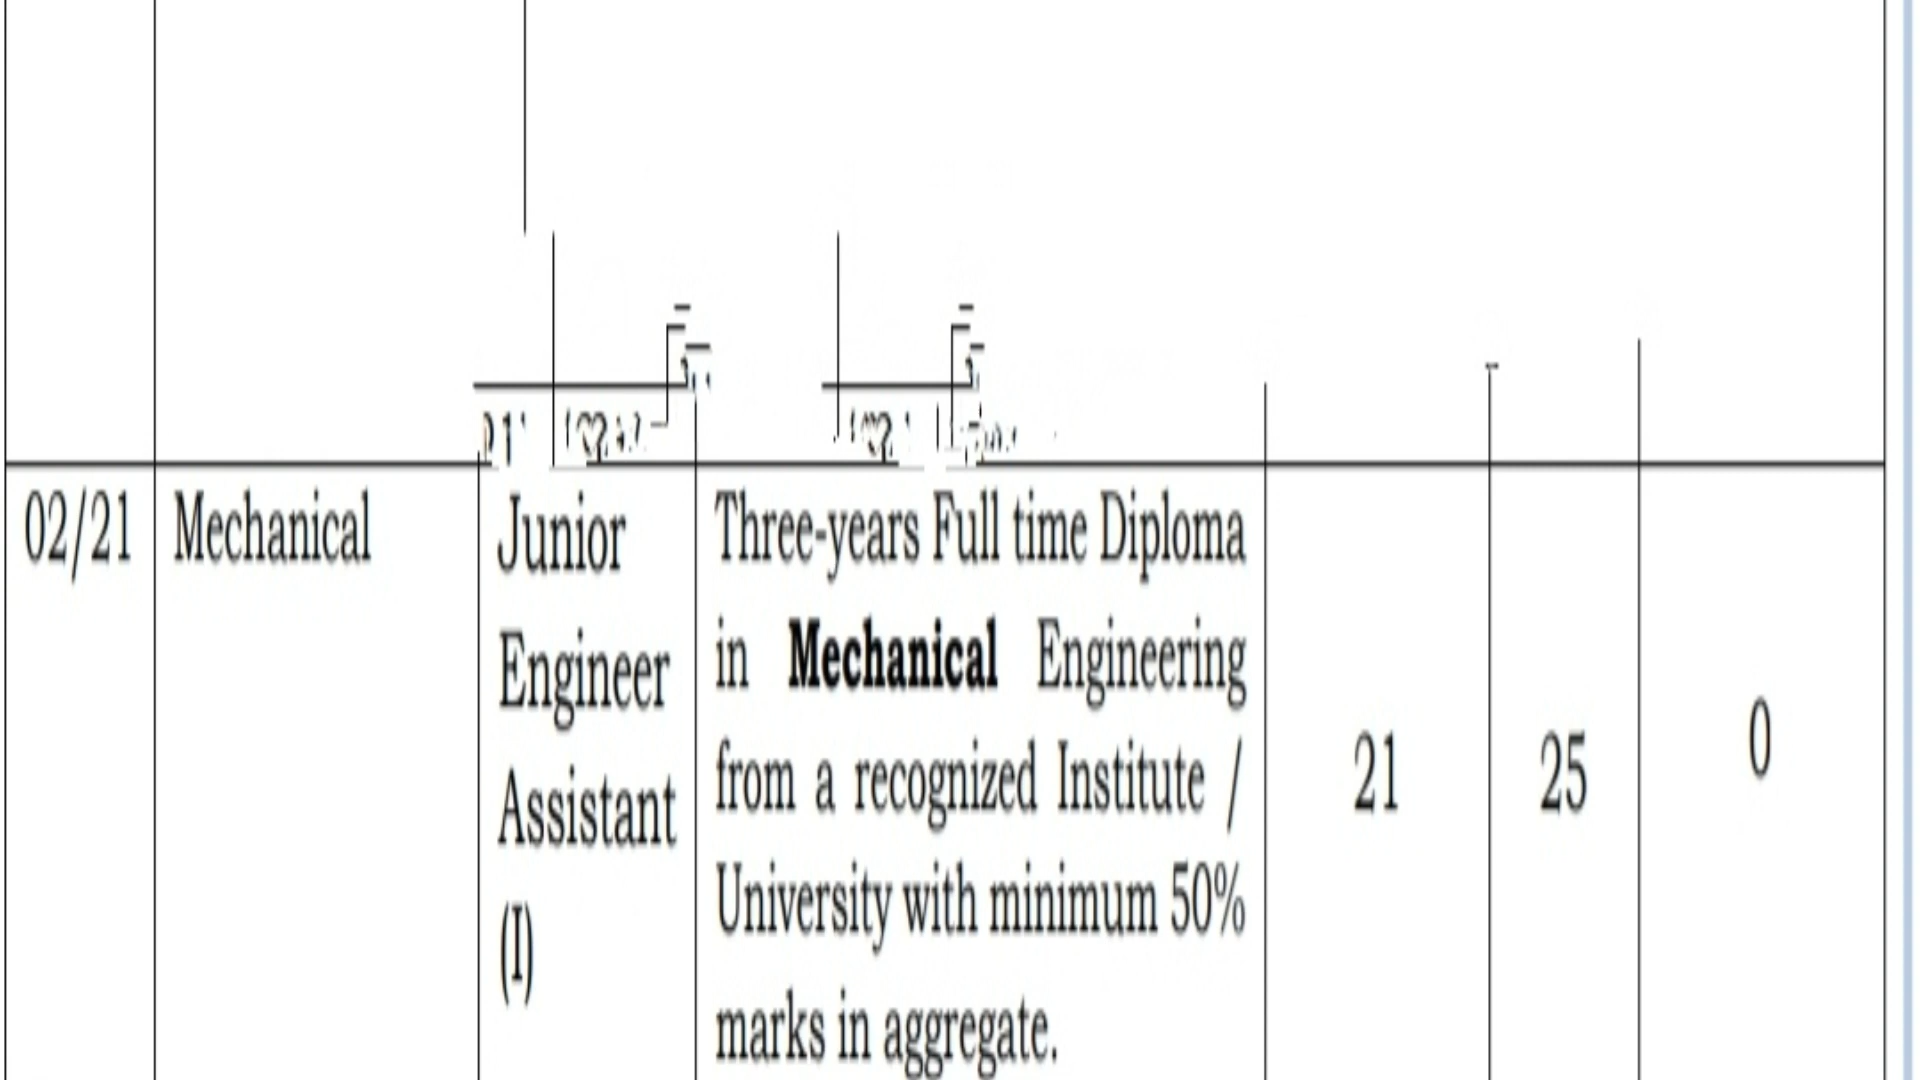 02/21 Mechanical Junior Three-years Full time Diploma
Engineer in Mechanical Engineering
Assistant from a recognized Institute / 21 25 0
(I) University with minimum 50%
marks in aggregate.